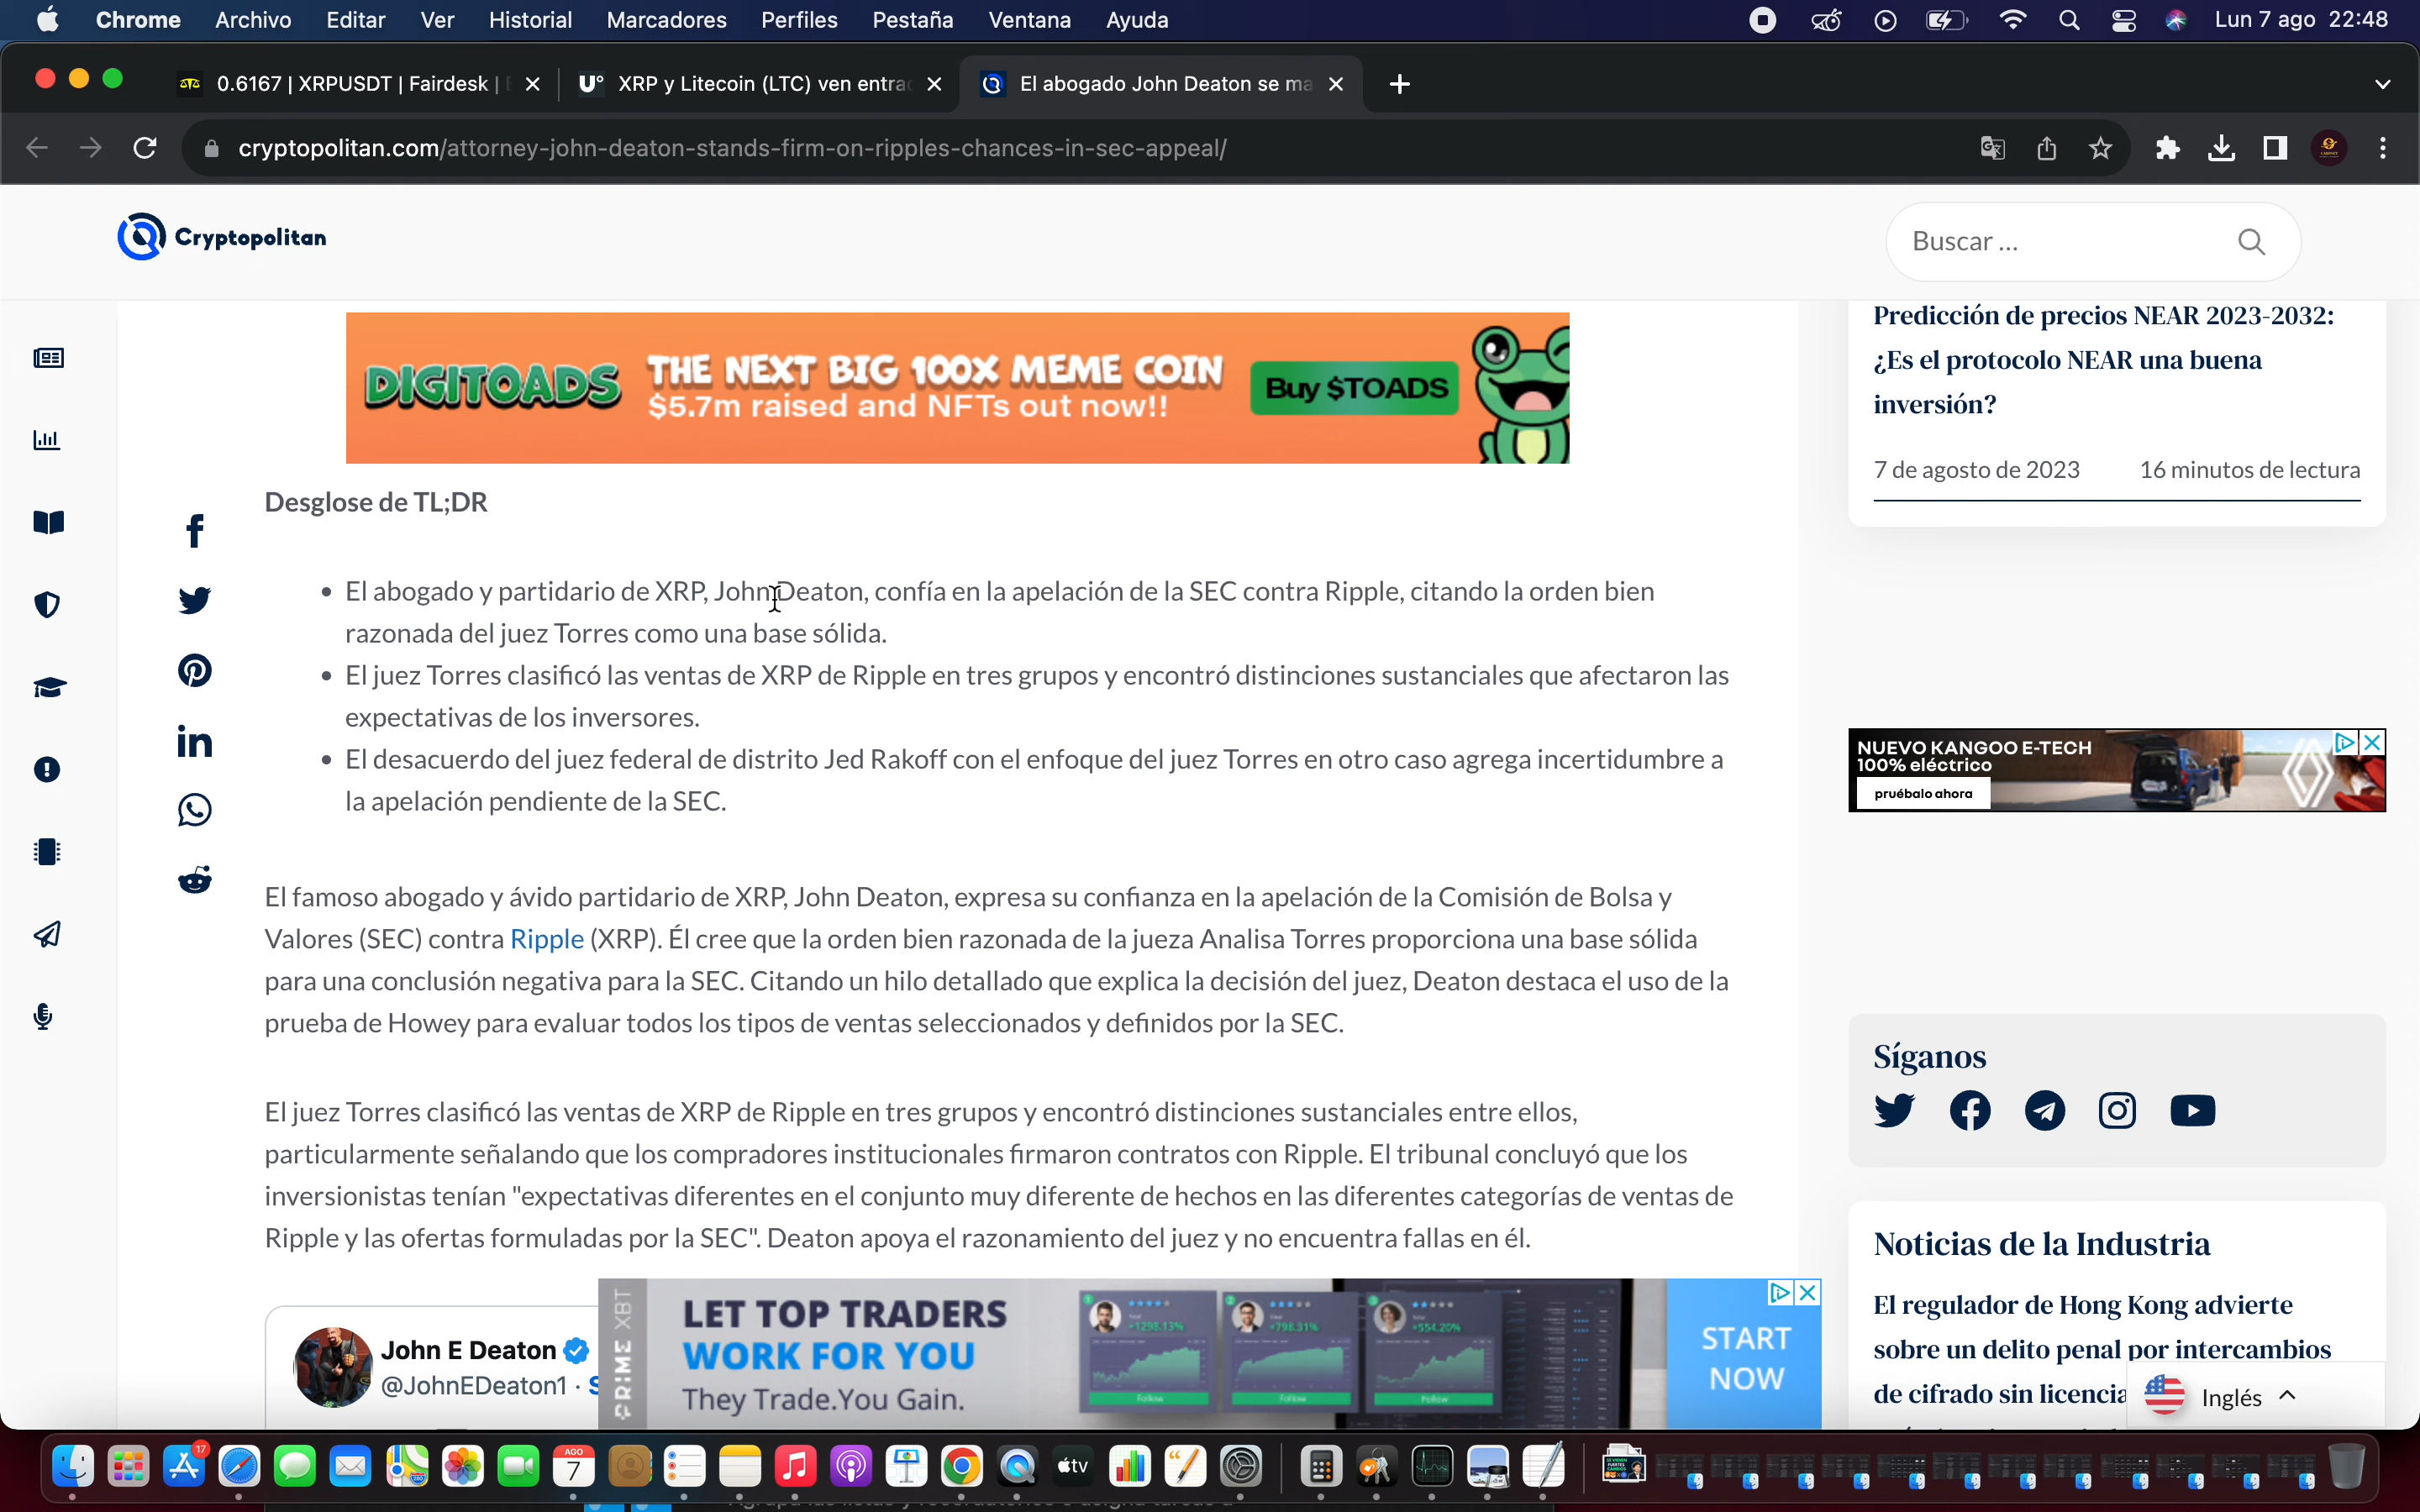 Chrome Archivo Editar Ver Historial Marcadores Perfiles Pestaña Ventana Ayuda Lun 7 ago 22:48
0.6167 | XRPUSDT | Fairdesk |
XRP y Litecoin (LTC) ven entra
El abogado John Deaton se ma
cryptopolitan.com/attorney-john-deaton-stands-firm-on-ripples-chances-in-sec-appeal/
Cryptopolitan
Buscar ...
DIGITOADS
THE NEXT BIG 100X MEME COIN
$5.7m raised and NFTs out now!!
Buy $TOADS
Desglose de TL;DR
• El abogado y partidario de XRP, John Deaton, confía en la apelación de la SEC contra Ripple, citando la orden bien
razonada del juez Torres como una base sólida.
• El juez Torres clasificó las ventas de XRP de Ripple en tres grupos y encontró distinciones sustanciales que afectaron las
expectativas de los inversores.
• El desacuerdo del juez federal de distrito Jed Rakoff con el enfoque del juez Torres en otro caso agrega incertidumbre a
la apelación pendiente de la SEC.
El famoso abogado y ávido partidario de XRP, John Deaton, expresa su confianza en la apelación de la Comisión de Bolsa y
Valores (SEC) contra Ripple (XRP). Él cree que la orden bien razonada de la jueza Analisa Torres proporciona una base sólida
para una conclusión negativa para la SEC. Citando un hilo detallado que explica la decisión del juez, Deaton destaca el uso de la
prueba de Howey para evaluar todos los tipos de ventas seleccionados y definidos por la SEC.
El juez Torres clasificó las ventas de XRP de Ripple en tres grupos y encontró distinciones sustanciales entre ellos,
particularmente señalando que los compradores institucionales firmaron contratos con Ripple. El tribunal concluyó que los
inversionistas tenían "expectativas diferentes en el conjunto muy diferente de hechos en las diferentes categorías de ventas de
Ripple y las ofertas formuladas por la SEC". Deaton apoya el razonamiento del juez y no encuentra fallas en él.
John E Deaton
@JohnEDeaton1 · S
PRIME XBT
LET TOP TRADERS
WORK FOR YOU
They Trade.You Gain.
+1298.13% +798.31% +554.20%
Follow Follow Follow
START
NOW
Predicción de precios NEAR 2023-2032:
¿Es el protocolo NEAR una buena
inversión?
7 de agosto de 2023 16 minutos de lectura
NUEVO KANGOO E-TECH
100% eléctrico
pruébalo ahora
Síganos
Noticias de la Industria
El regulador de Hong Kong advierte
sobre un delito penal por intercambios
de cifrado sin licencia
Inglés
17
AGO
7
tv